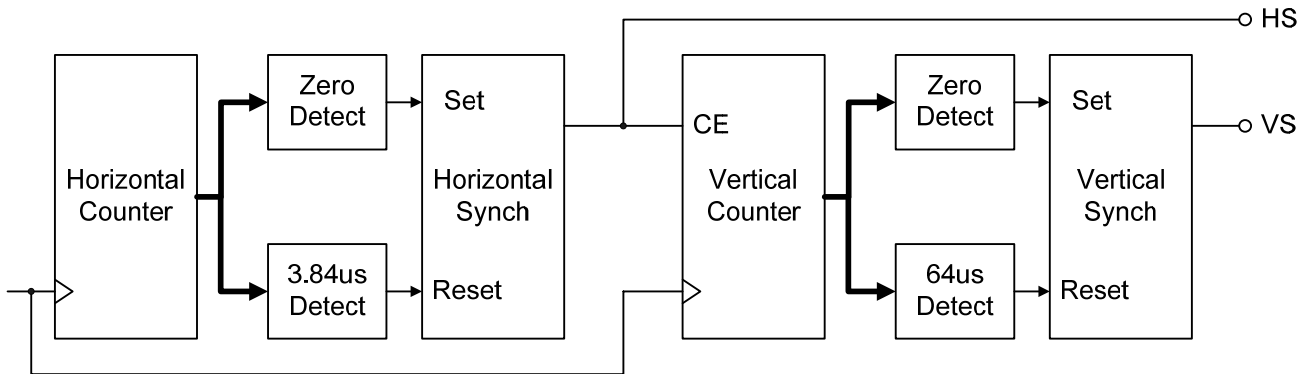 HS
Horizontal
Counter
Zero
Detect
3.84us
Detect
Set
Horizontal
Synch
Reset
CE
Vertical
Counter
Zero
Detect
64us
Detect
Set
Vertical
Synch
Reset
VS